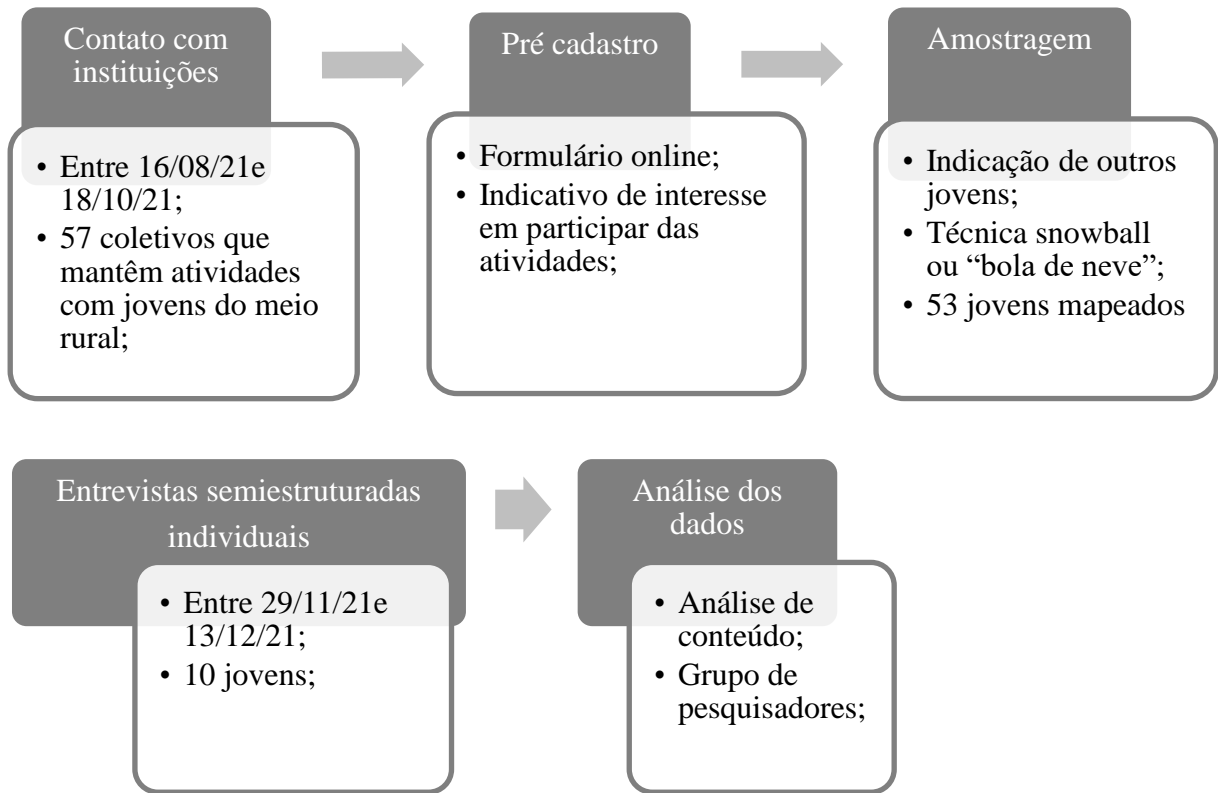 Contato com
instituições
• Entre 16/08/21e
18/10/21;
• 57 coletivos que
mantêm atividades
com jovens do meio
rural;
Pré cadastro
• Formulário online;
• Indicativo de interesse
em participar das
atividades;
Amostragem
• Indicação de outros
jovens;
• Técnica snowball
ou “bola de neve”;
• 53 jovens mapeados
Entrevistas semiestruturadas
individuais
• Entre 29/11/21e
13/12/21;
• 10 jovens;
Análise dos
dados
• Análise de
conteúdo;
• Grupo de
pesquisadores;